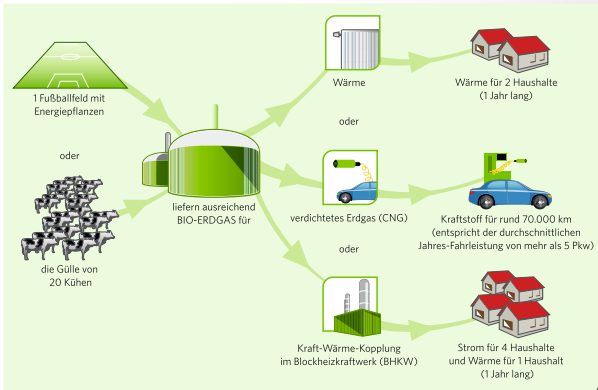 1 Fußballfeld mit
Energiepflanzen
oder
die Gülle von
20 Kühen
liefern ausreichend
BIO-ERDGAS für
Wärme
oder
verdichtetes Erdgas (CNG)
oder
Kraft-Wärme-Kopplung
im Blockheizkraftwerk (BHKW)
Wärme für 2 Haushalte
(1 Jahr lang)
Kraftstoff für rund 70.000 km
(entspricht der durchschnittlichen
Jahres-Fahrleistung von mehr als 5 Pkw)
Strom für 4 Haushalte
und Wärme für 1 Haushalt
(1 Jahr lang)